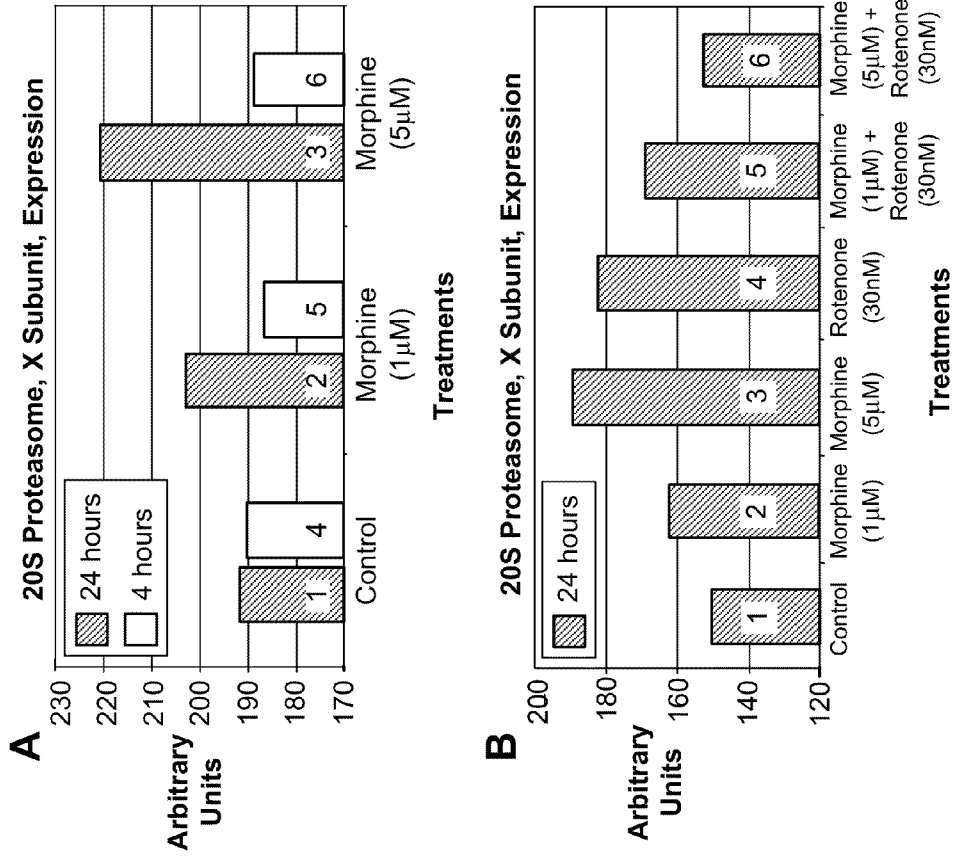 A
20S Proteasome, X Subunit, Expression
Arbitrary
Units
230
220
210
200
190
180
170
24 hours
4 hours
1
4
2
5
3
6
Control
Morphine
(1μM)
Morphine
(5μM)
Treatments
B
20S Proteasome, X Subunit, Expression
Arbitrary
Units
200
180
160
140
120
24 hours
1
2
3
4
5
6
Control
Morphine
(1μM)
Morphine
(5μM)
Rotenone
(30nM)
Morphine
(1μM) +
Rotenone
(30nM)
Morphine
(5μM) +
Rotenone
(30nM)
Treatments